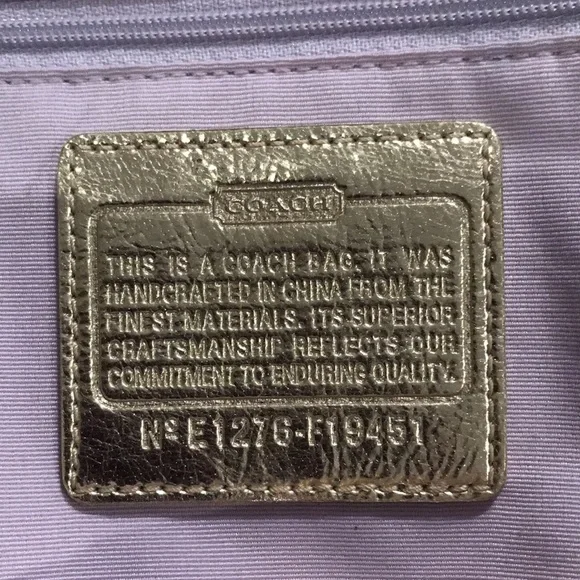 COACH
THIS IS A COACH BAG. IT WAS
HANDCRAFTED IN CHINA FROM THE
FINEST MATERIALS. ITS SUPERIOR
CRAFTSMANSHIP REFLECTS OUR
COMMITMENT TO ENDURING QUALITY.
Nº E1276-F19451